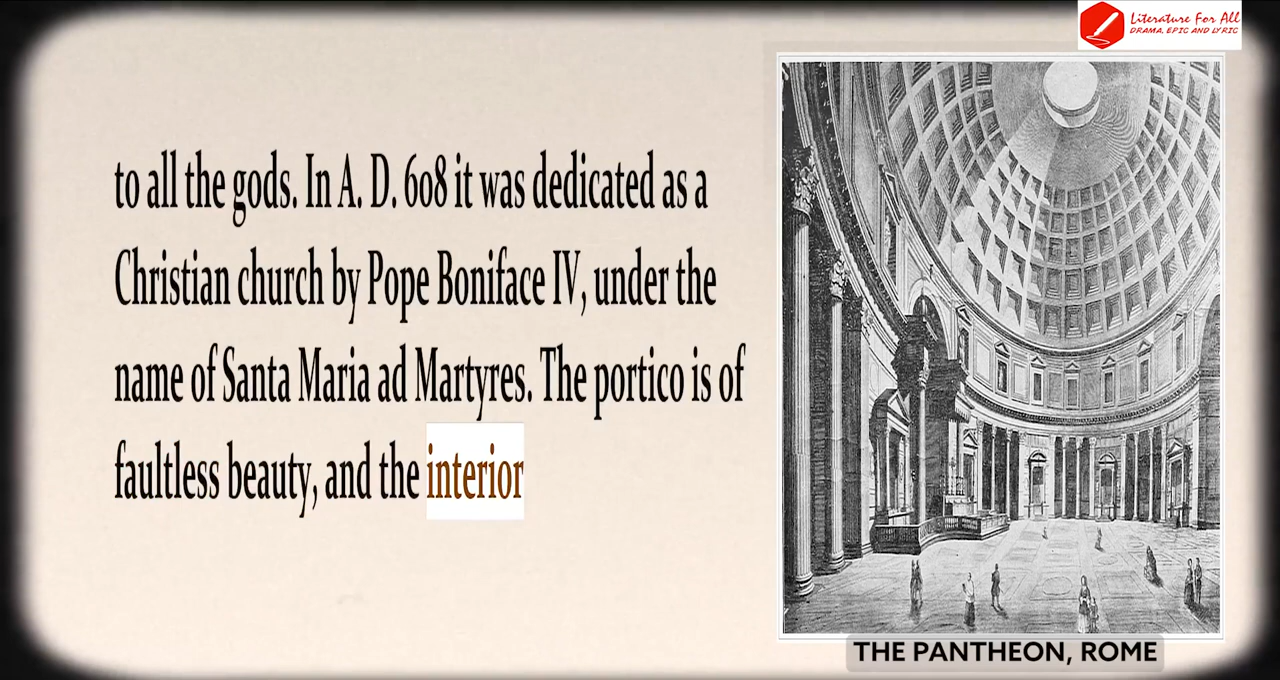 Literature For All
DRAMA, EPIC AND LYRIC
to all the gods. In A. D. 608 it was dedicated as a
Christian church by Pope Boniface IV, under the
name of Santa Maria ad Martyres. The portico is of
faultless beauty, and the interior
THE PANTHEON, ROME